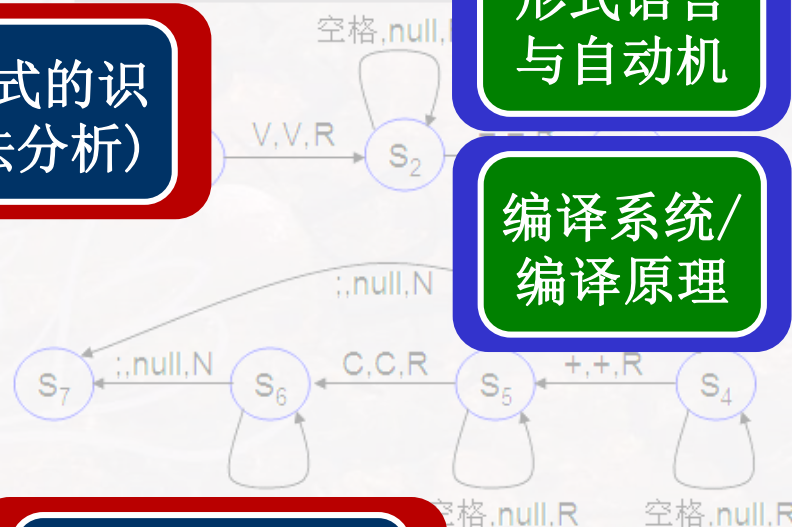 空格,null,
形式语言
与自动机
式的识
法分析)
V,V,R
S2
编译系统/
编译原理
;,null,N
;,null,N
C,C,R
+,+,R
S7
S6
S5
S4
空格,null,R
空格,null,R